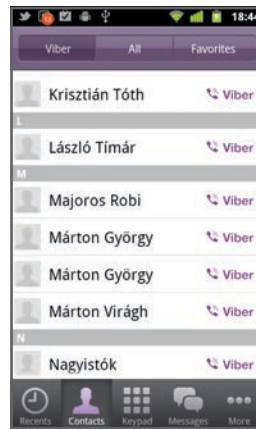 18:44
Viber All Favorites
Krisztián Tóth Viber
L
László Tímár Viber
M
Majoros Robi Viber
Márton György Viber
Márton György Viber
Márton Virágh Viber
N
Nagyistók Viber
Recents Contacts Keypad Messages More